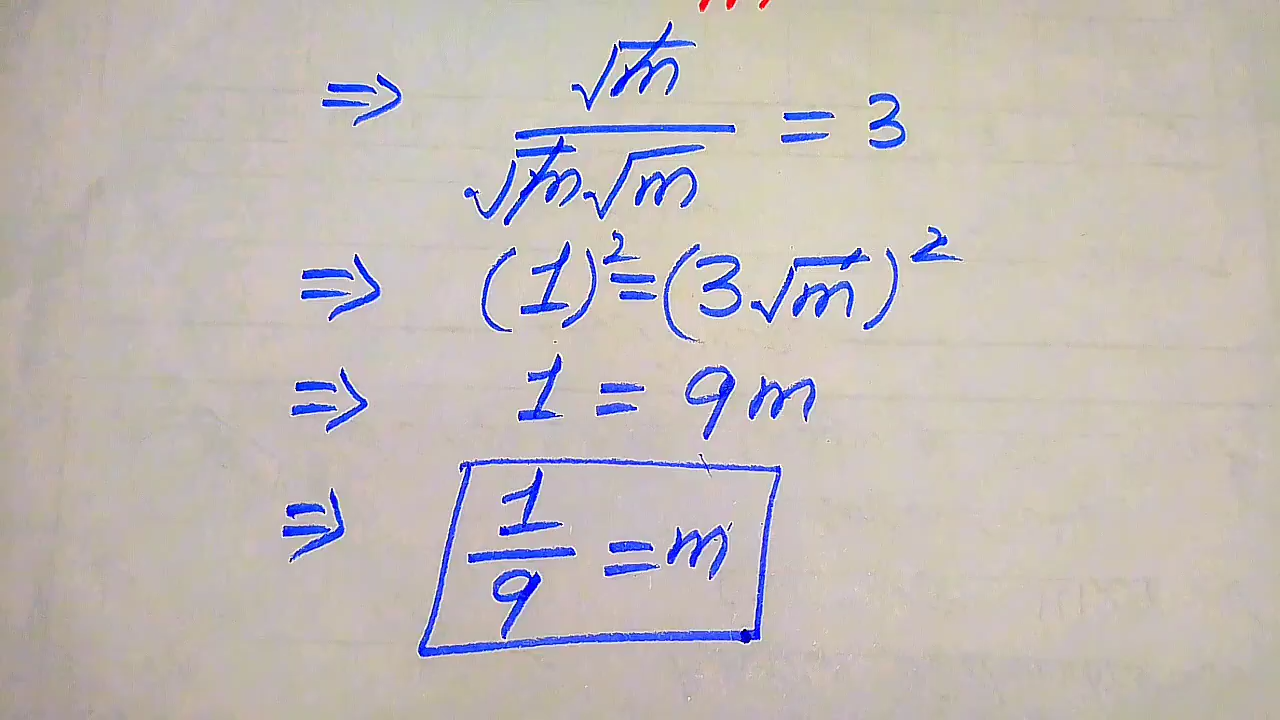 ⇒ √m / √m√m = 3
⇒ (1)² = (3√m)²
⇒ 1 = 9m
⇒ 1/9 = m